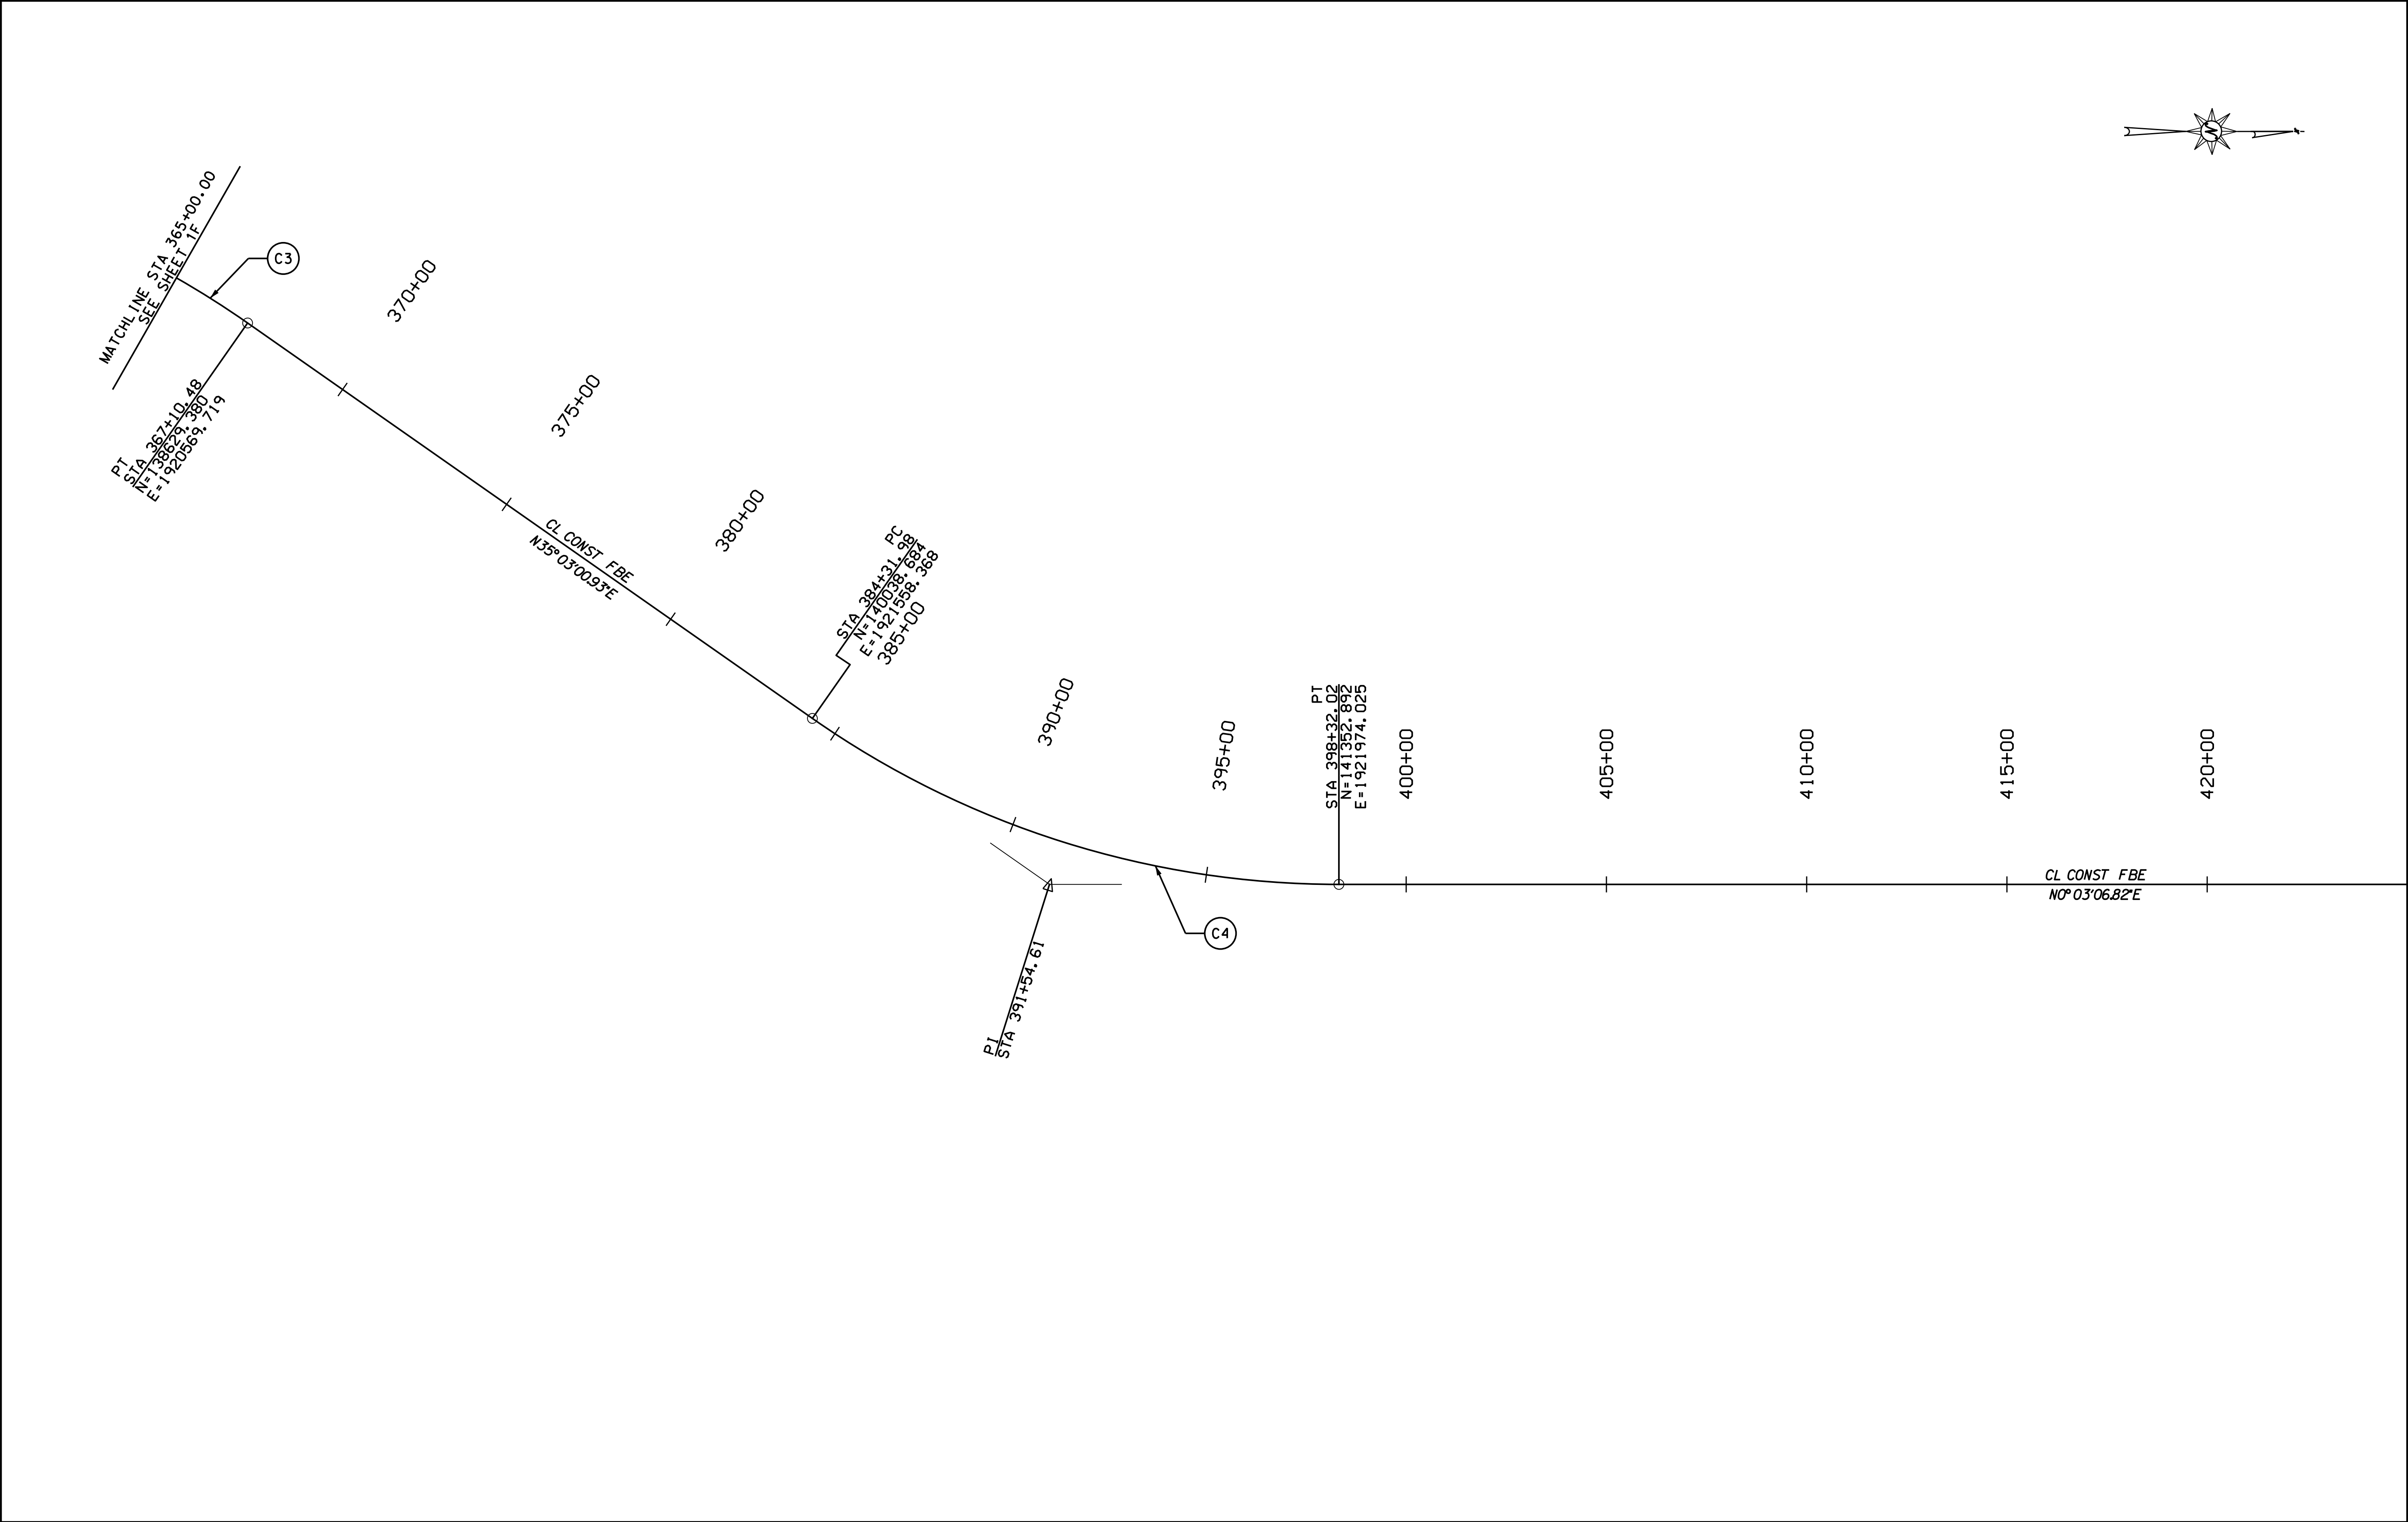 MATCHLINE STA 365+00.00
SEE SHEET 1F
C3
PT
STA 367+10.48
N=138629.380
E=1920569.719
370+00
375+00
380+00
CL CONST FBE
N35°03'00.93"E
PC
STA 384+31.98
N=140038.684
E=1921558.368
385+00
390+00
395+00
PI
STA 391+54.61
C4
PT
STA 398+32.02
N=141352.892
E=1921974.025
400+00
405+00
410+00
415+00
420+00
CL CONST FBE
N0°03'06.82"E
N